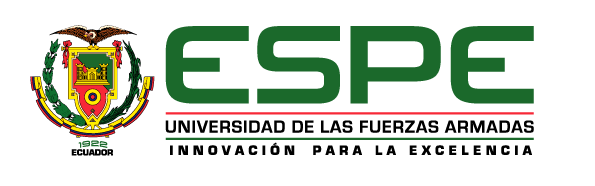 ESPE
UNIVERSIDAD DE LAS FUERZAS ARMADAS
INNOVACIÓN PARA LA EXCELENCIA
1922
ECUADOR